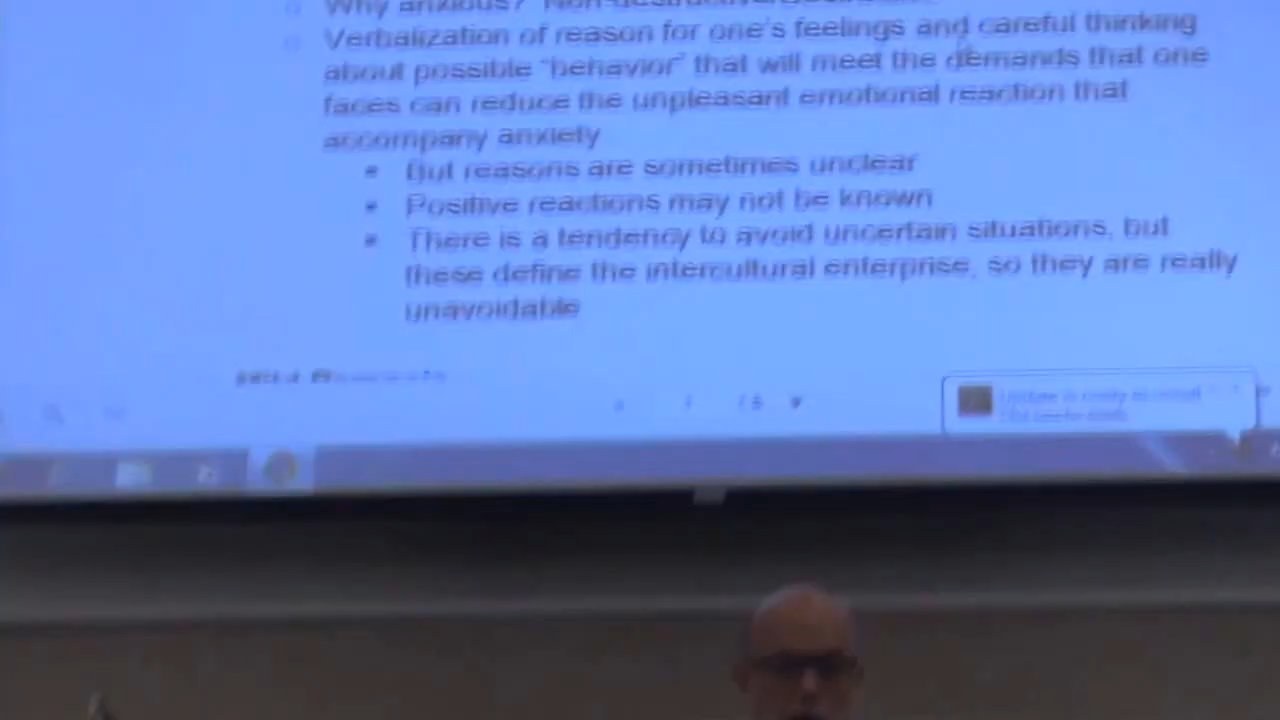 Why anxious?
Verbalization of reason for one's feelings and careful thinking
about possible "behavior" that will meet the demands that one
faces can reduce the unpleasant emotional reaction that
accompany anxiety
But reasons are sometimes unclear
Positive reactions may not be known
There is a tendency to avoid uncertain situations, but
these define the intercultural enterprise, so they are really
unavoidable